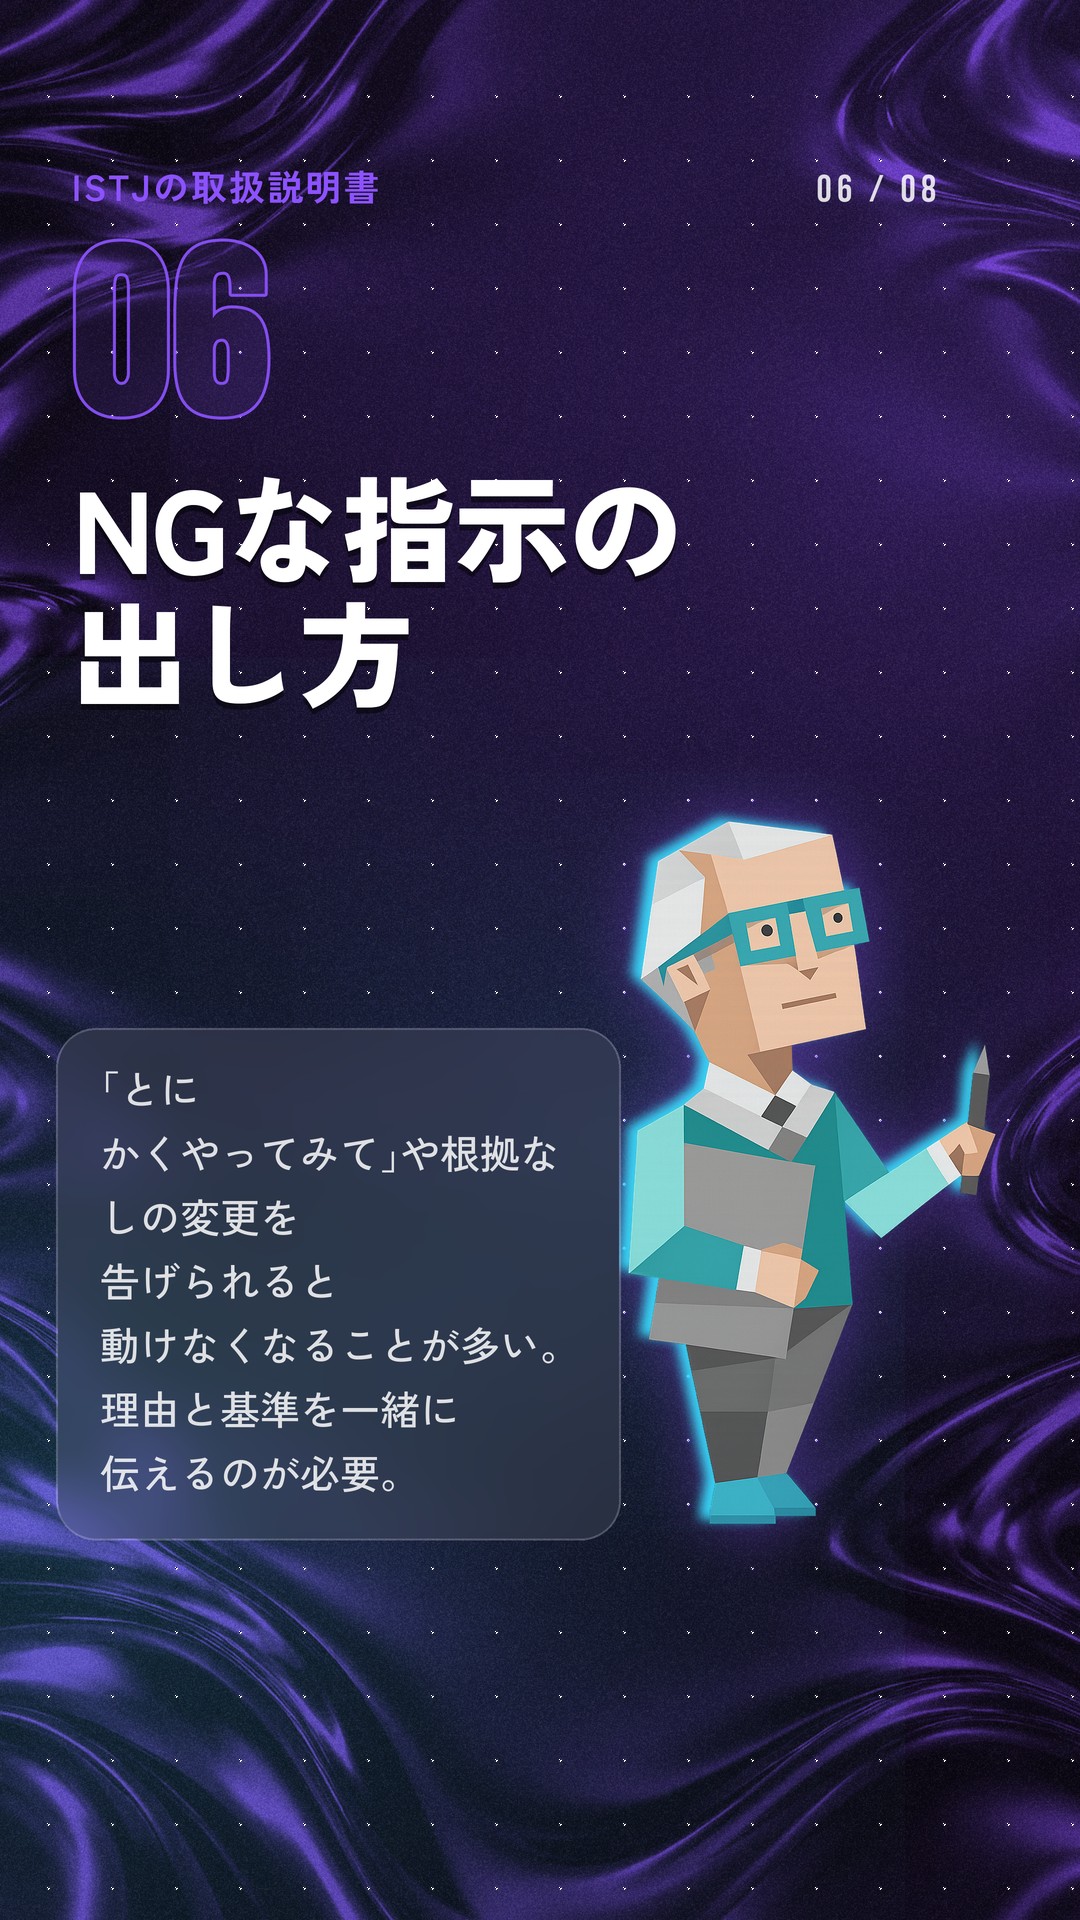 ISTJの取扱説明書
06 / 08
06
NGな指示の
出し方
「とに
かくやってみて」や根拠な
しの変更を
告げられると
動けなくなることが多い。
理由と基準を一緒に
伝えるのが必要。